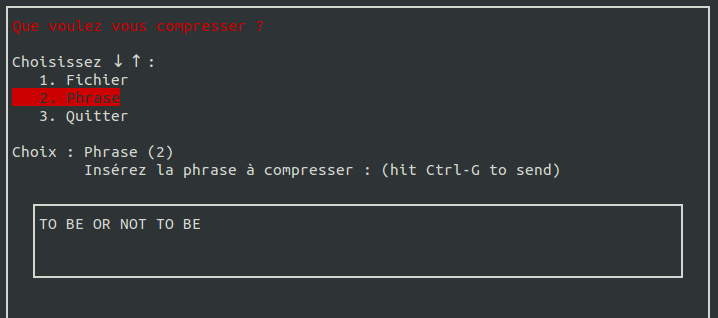 Que voulez vous compresser ?
Choisissez ↓↑:
1. Fichier
2. Phrase
3. Quitter
Choix : Phrase (2)
Insérez la phrase à compresser : (hit Ctrl-G to send)
TO BE OR NOT TO BE